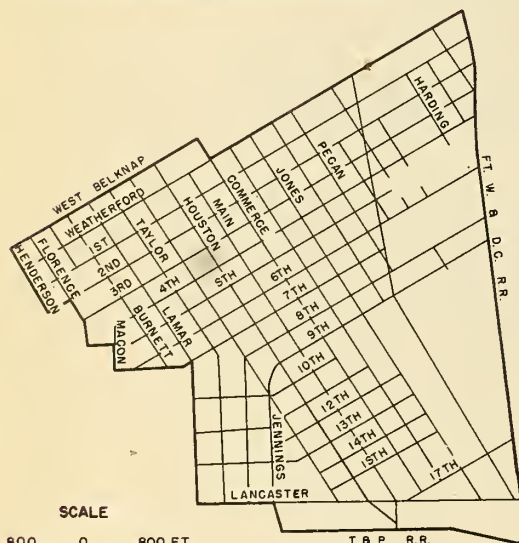 WEST BELKNAP
HARDING
PECAN
JONES
COMMERCE
MAIN
HOUSTON
WEATHERFORD
TAYLOR
1ST
2ND
3RD
4TH
5TH
6TH
7TH
8TH
9TH
10TH
12TH
13TH
14TH
15TH
17TH
FLORENCE
HENDERSON
MACON
BURNETT
LAMAR
JENNINGS
LANCASTER
FT. W. & D. C. R.R.
T & P R.R.
SCALE
800 0 800 FT.